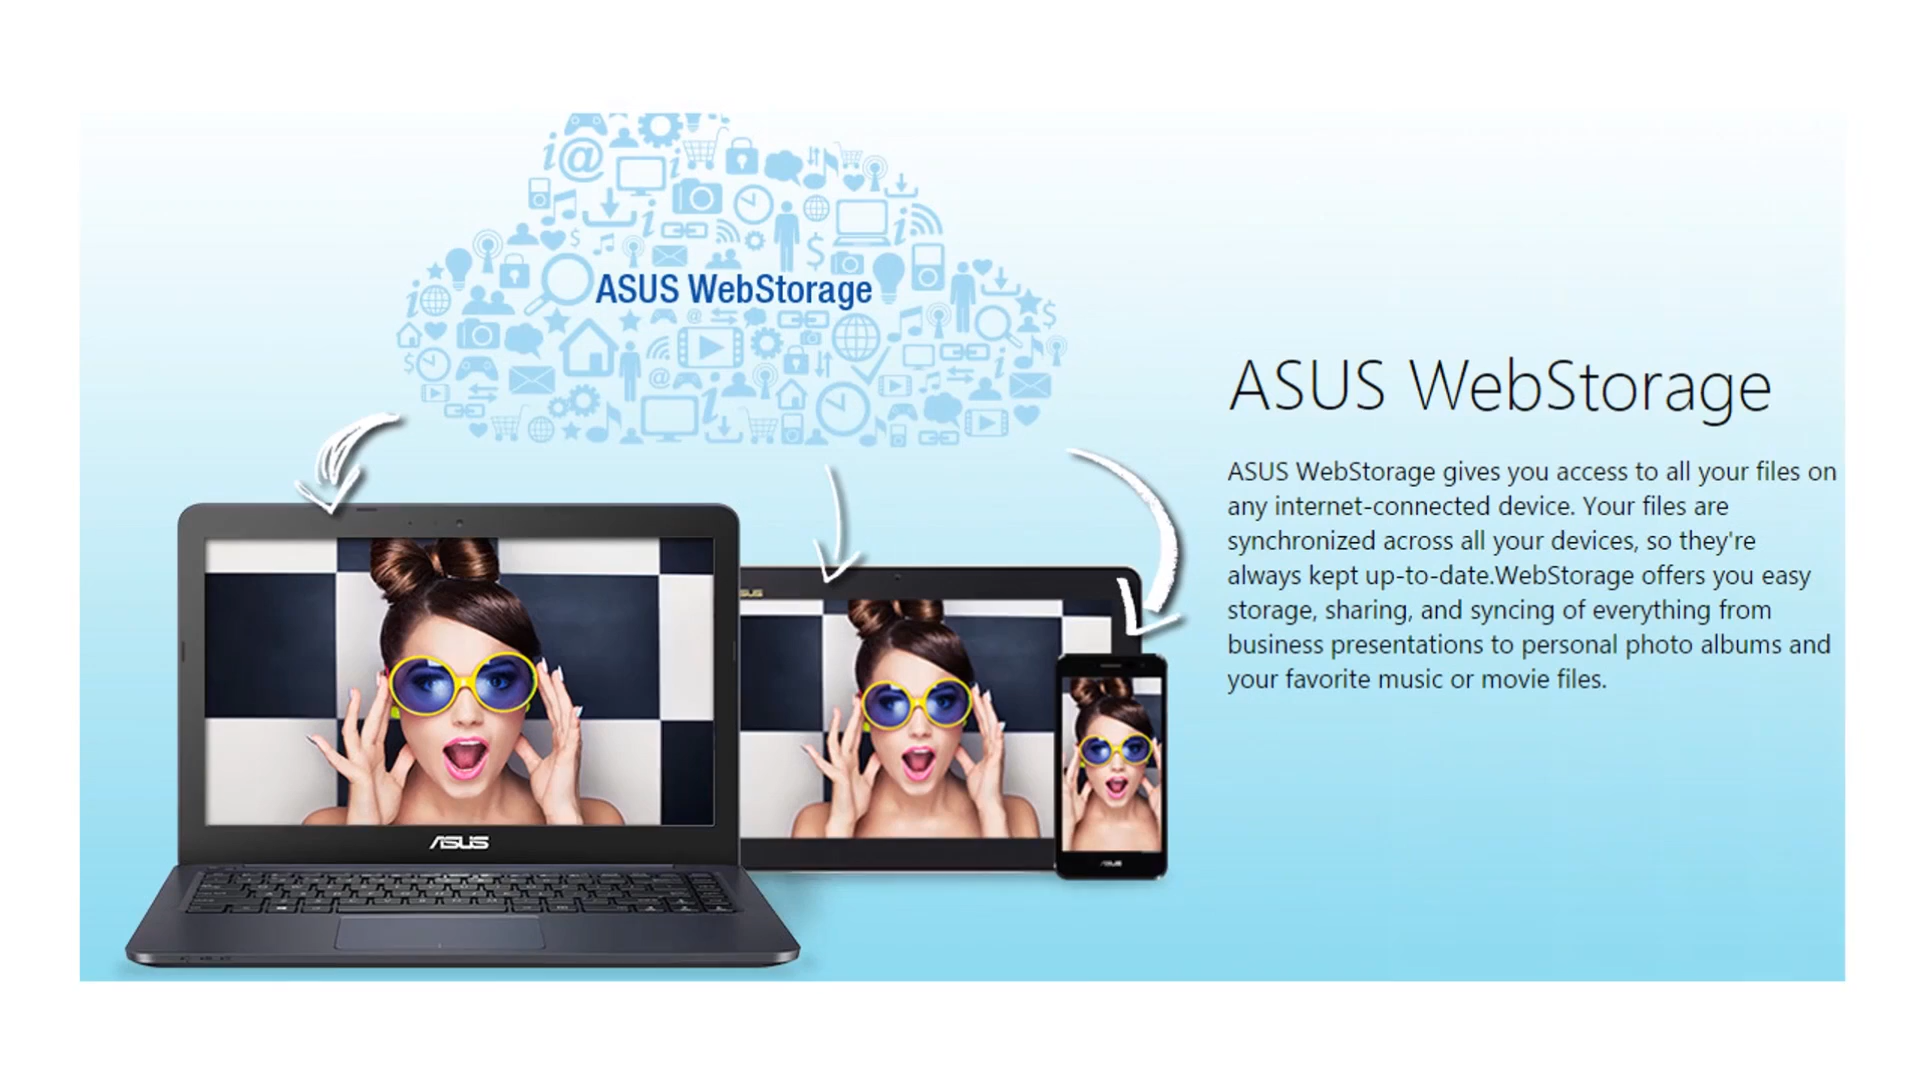 ASUS WebStorage
ASUS WebStorage
ASUS WebStorage gives you access to all your files on
any internet-connected device. Your files are
synchronized across all your devices, so they're
always kept up-to-date.WebStorage offers you easy
storage, sharing, and syncing of everything from
business presentations to personal photo albums and
your favorite music or movie files.
ASUS
ASUS